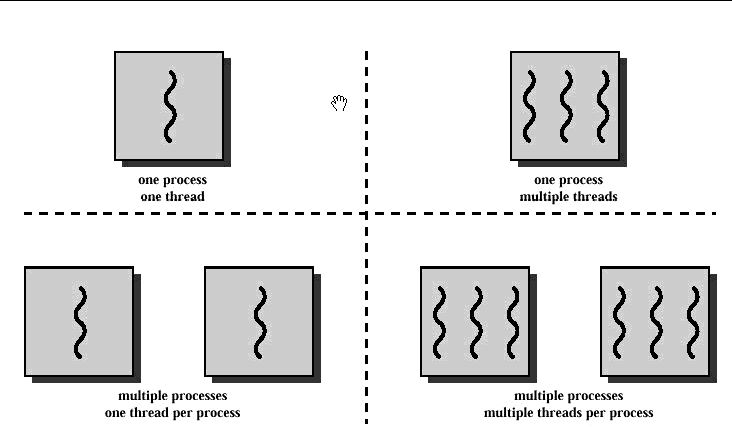 one process
one thread
one process
multiple threads
multiple processes
one thread per process
multiple processes
multiple threads per process